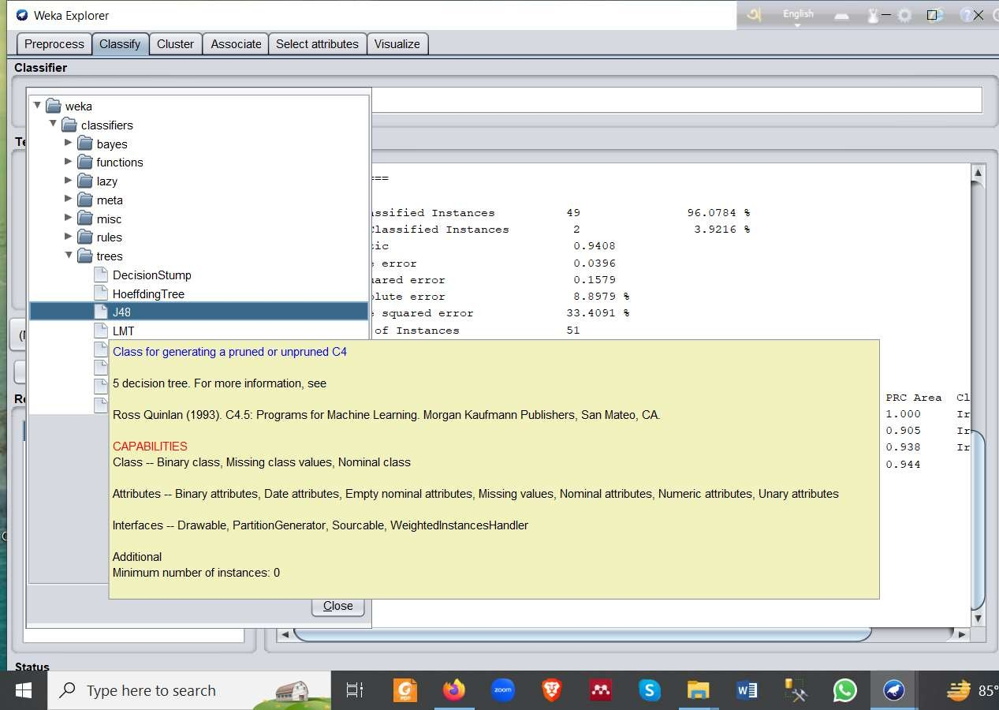 Weka Explorer
English
Preprocess Classify Cluster Associate Select attributes Visualize
Classifier
weka
classifiers
bayes
functions
lazy
meta
misc
rules
trees
DecisionStump
HoeffdingTree
J48
LMT
Te
(
Re
===
ssified Instances 49 96.0784 %
Classified Instances 2 3.9216 %
tic 0.9408
e error 0.0396
uared error 0.1579
olute error 8.8979 %
e squared error 33.4091 %
of Instances 51
PRC Area Cl
1.000 Ir
0.905 Ir
0.938 Ir
0.944
Class for generating a pruned or unpruned C4
5 decision tree. For more information, see
Ross Quinlan (1993). C4.5: Programs for Machine Learning. Morgan Kaufmann Publishers, San Mateo, CA.
CAPABILITIES
Class -- Binary class, Missing class values, Nominal class
Attributes -- Binary attributes, Date attributes, Empty nominal attributes, Missing values, Nominal attributes, Numeric attributes, Unary attributes
Interfaces -- Drawable, PartitionGenerator, Sourcable, WeightedInstancesHandler
Additional
Minimum number of instances: 0
Close
Status
Type here to search
zoom
85°